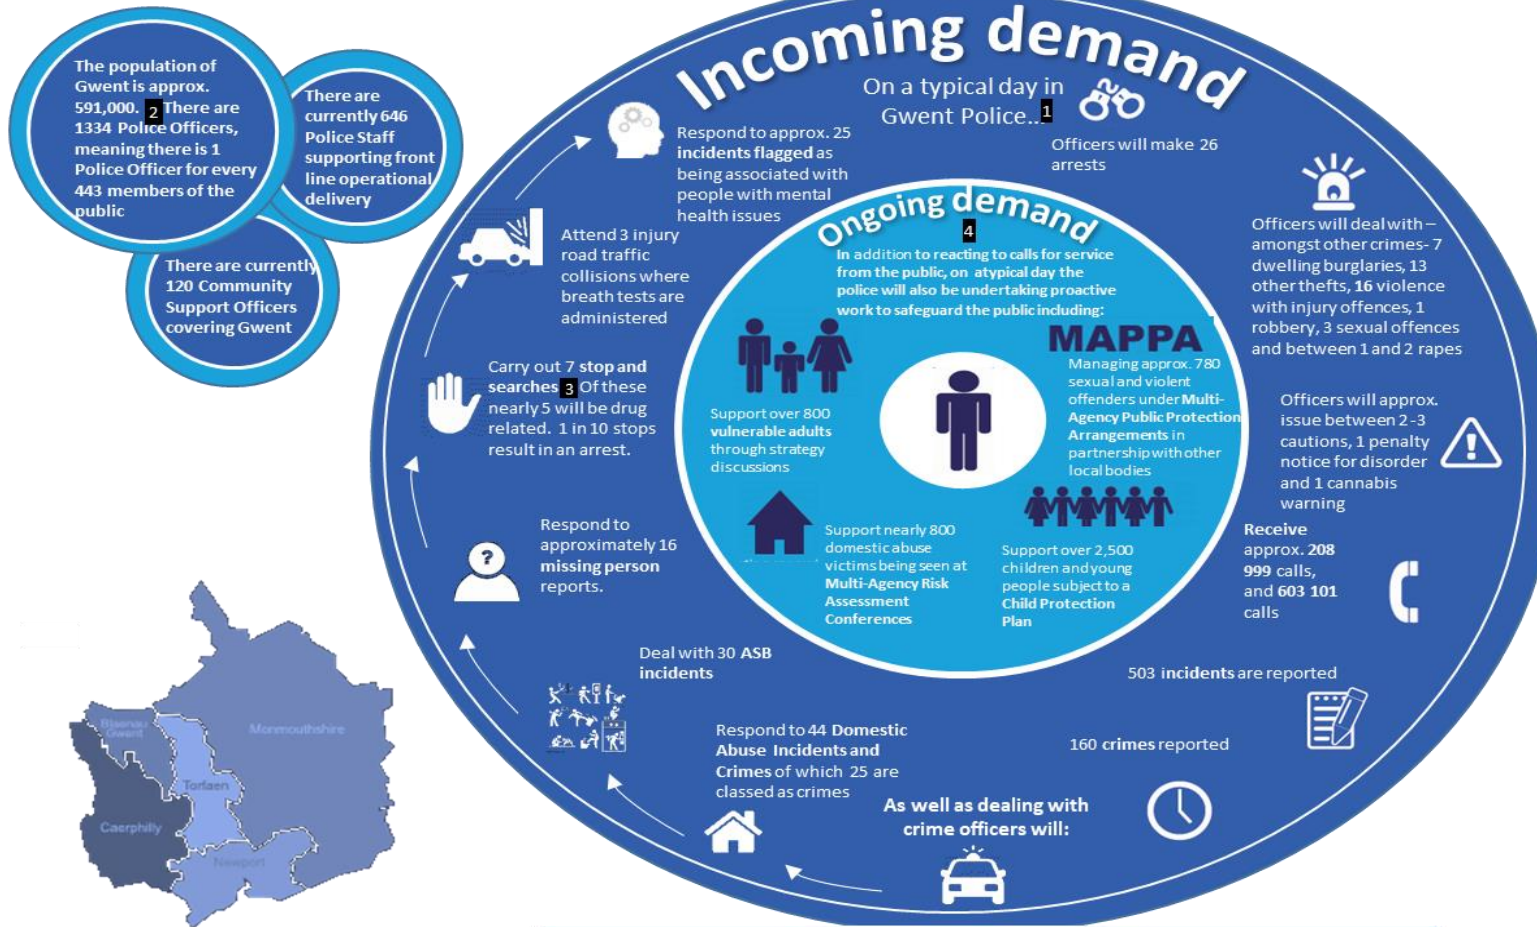 The population of
Gwent is approx.
591,000. 2 There are
1334 Police Officers,
meaning there is 1
Police Officer for every
443 members of the
public
There are
currently 646
Police Staff
supporting front
line operational
delivery
There are currently
120 Community
Support Officers
covering Gwent
Incoming demand
On a typical day in
Gwent Police... 1
Officers will make 26
arrests
Officers will deal with –
amongst other crimes- 7
dwelling burglaries, 13
other thefts, 16 violence
with injury offences, 1
robbery, 3 sexual offences
and between 1 and 2 rapes
Officers will approx.
issue between 2 -3
cautions, 1 penalty
notice for disorder
and 1 cannabis
warning
Receive
approx. 208
999 calls,
and 603 101
calls
503 incidents are reported
160 crimes reported
As well as dealing with
crime officers will:
Respond to 44 Domestic
Abuse Incidents and
Crimes of which 25 are
classed as crimes
Deal with 30 ASB
incidents
Respond to
approximately 16
missing person
reports.
?
Carry out 7 stop and
searches 3 Of these
nearly 5 will be drug
related. 1 in 10 stops
result in an arrest.
Attend 3 injury
road traffic
collisions where
breath tests are
administered
Respond to approx. 25
incidents flagged as
being associated with
people with mental
health issues
Ongoing demand
4
In addition to reacting to calls for service
from the public, on atypical day the
police will also be undertaking proactive
work to safeguard the public including:
Support over 800
vulnerable adults
through strategy
discussions
MAPPA
Managing approx. 780
sexual and violent
offenders under Multi-
Agency Public Protection
Arrangements in
partnership with other
local bodies
Support nearly 800
domestic abuse
victims being seen at
Multi-Agency Risk
Assessment
Conferences
Support over 2,500
children and young
people subject to a
Child Protection
Plan
Blaenau
Gwent
Monmouthshire
Torfaen
Caerphilly
Newport